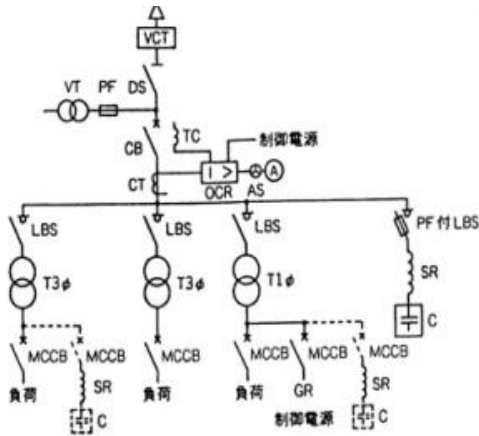 VCT
VT PF DS
TC
制御電源
CB
CT
I >
A
OCR AS
LBS LBS LBS PF付LBS
SR
T3φ T3φ T1φ
C
MCCB MCCB MCCB MCCB MCCB MCCB
負荷 SR 負荷 負荷 GR SR
制御電源
C C